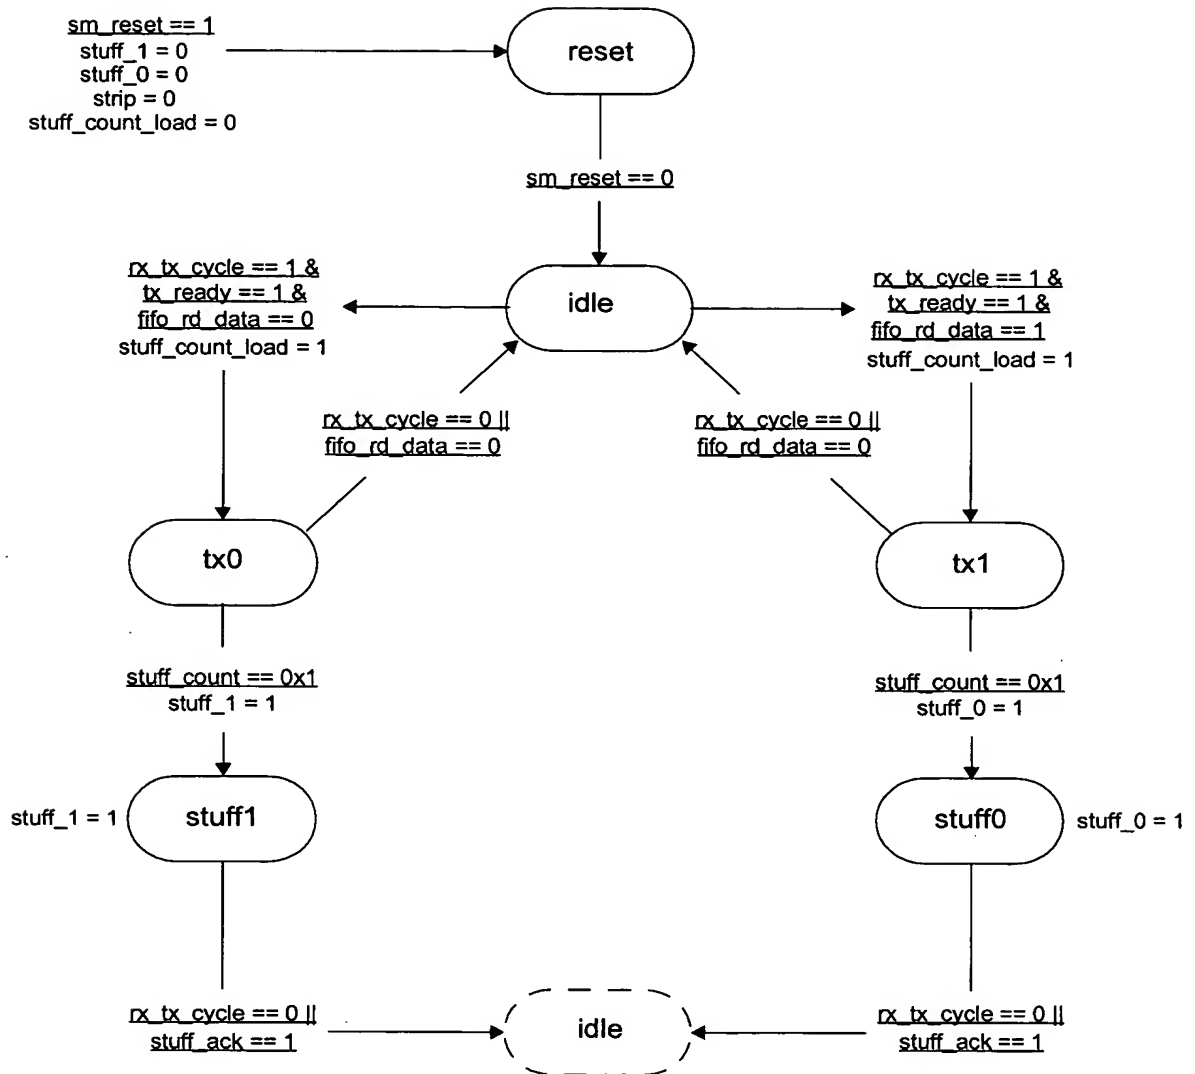 sm_reset == 1
stuff_1 = 0
stuff_0 = 0
strip = 0
stuff_count_load = 0
reset
sm_reset == 0
idle
rx_tx_cycle == 1 &
tx_ready == 1 &
fifo_rd_data == 0
stuff_count_load = 1
rx_tx_cycle == 1 &
tx_ready == 1 &
fifo_rd_data == 1
stuff_count_load = 1
rx_tx_cycle == 0 ||
fifo_rd_data == 0
rx_tx_cycle == 0 ||
fifo_rd_data == 0
tx0
tx1
stuff_count == 0x1
stuff_1 = 1
stuff_count == 0x1
stuff_0 = 1
stuff_1 = 1
stuff1
stuff0
stuff_0 = 1
rx_tx_cycle == 0 ||
stuff_ack == 1
idle
rx_tx_cycle == 0 ||
stuff_ack == 1